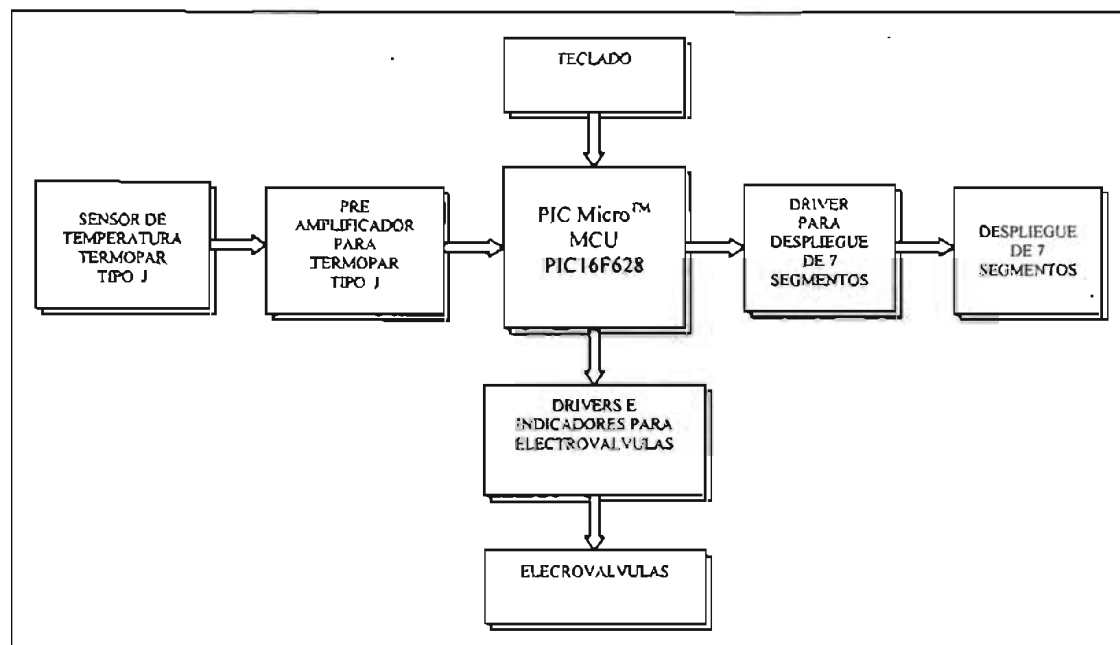 TECLADO
SENSOR DE
TEMPERATURA
TERMOPAR
TIPO J
PRE
AMPLIFICADOR
PARA
TERMOPAR
TIPO J
PIC Micro™
MCU
PIC16F628
DRIVER
PARA
DESPLIEGUE
DE 7
SEGMENTOS
DESPLIEGUE
DE 7
SEGMENTOS
DRIVERS E
INDICADORES PARA
ELECTROVALVULAS
ELECROVALVULAS